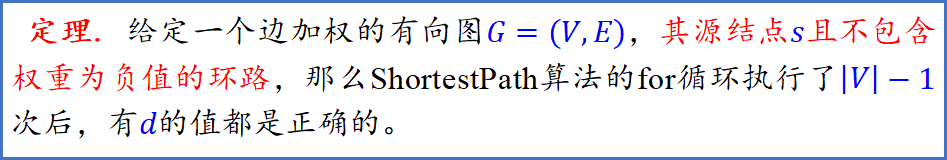 定理. 给定一个边加权的有向图G = (V, E)，其源结点s且不包含
权重为负值的环路，那么ShortestPath算法的for循环执行了|V| − 1
次后，有d的值都是正确的。